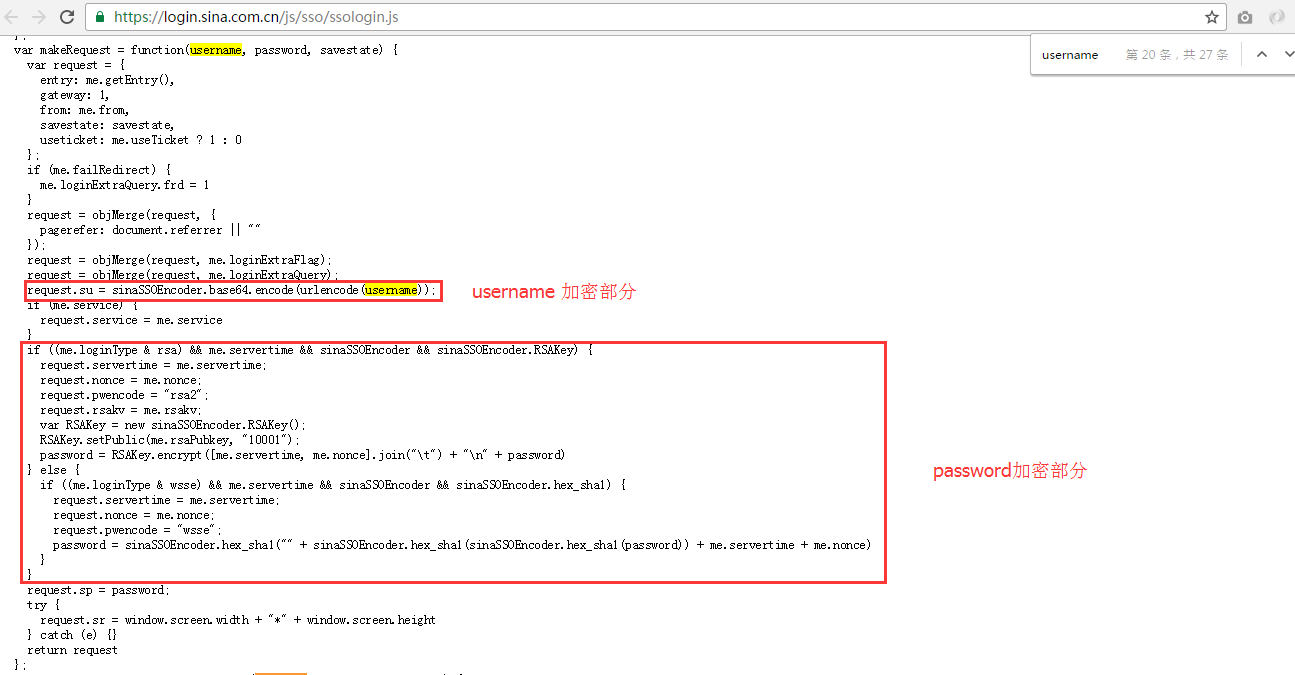 https://login.sina.com.cn/js/sso/ssologin.js
username 第 20 条，共 27 条
};
var makeRequest = function(username, password, savestate) {
var request = {
entry: me.getEntry(),
gateway: 1,
from: me.from,
savestate: savestate,
useticket: me.useTicket ? 1 : 0
};
if (me.failRedirect) {
me.loginExtraQuery.frd = 1
}
request = objMerge(request, {
pagerefer: document.referrer || ""
});
request = objMerge(request, me.loginExtraFlag);
request = objMerge(request, me.loginExtraQuery);
request.su = sinaSSOEncoder.base64.encode(urlencode(username));
username 加密部分
if (me.service) {
request.service = me.service
}
if ((me.loginType & rsa) && me.servertime && sinaSSOEncoder && sinaSSOEncoder.RSAKey) {
request.servertime = me.servertime;
request.nonce = me.nonce;
request.pwencode = "rsa2";
request.rsakv = me.rsakv;
var RSAKey = new sinaSSOEncoder.RSAKey();
RSAKey.setPublic(me.rsaPubkey, "10001");
password = RSAKey.encrypt([me.servertime, me.nonce].join("\t") + "\n" + password)
} else {
password加密部分
if ((me.loginType & wsse) && me.servertime && sinaSSOEncoder && sinaSSOEncoder.hex_sha1) {
request.servertime = me.servertime;
request.nonce = me.nonce;
request.pwencode = "wsse";
password = sinaSSOEncoder.hex_sha1("" + sinaSSOEncoder.hex_sha1(sinaSSOEncoder.hex_sha1(password)) + me.servertime + me.nonce)
}
}
request.sp = password;
try {
request.sr = window.screen.width + "*" + window.screen.height
} catch (e) {}
return request
};